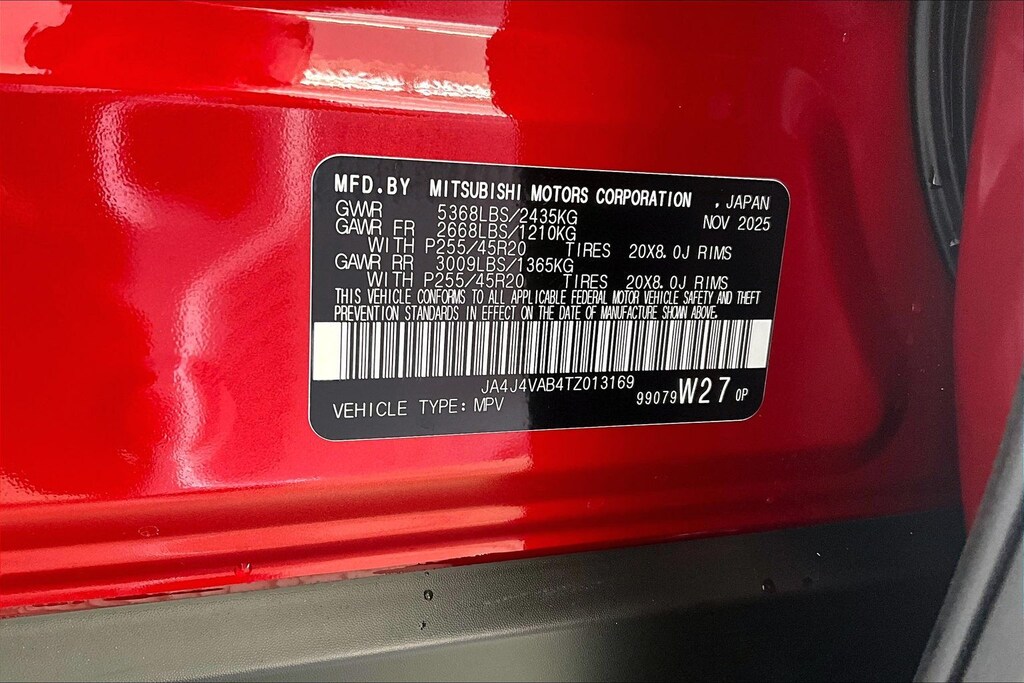 MFD.BY MITSUBISHI MOTORS CORPORATION , JAPAN
GVWR 5368LBS/2435KG NOV 2025
GAWR FR 2668LBS/1210KG
WITH P255/45R20 TIRES 20X8.0J RIMS
GAWR RR 3009LBS/1365KG
WITH P255/45R20 TIRES 20X8.0J RIMS
THIS VEHICLE CONFORMS TO ALL APPLICABLE FEDERAL MOTOR VEHICLE SAFETY AND THEFT
PREVENTION STANDARDS IN EFFECT ON THE DATE OF MANUFACTURE SHOWN ABOVE.
JA4J4VAB4TZ013169
VEHICLE TYPE: MPV 99079W27 0P